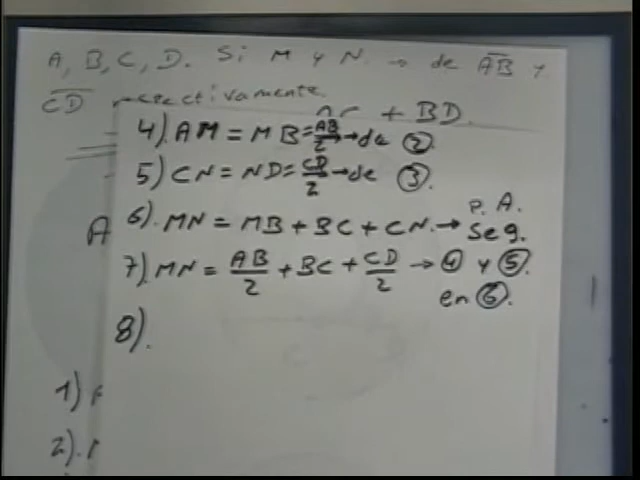 A, B, C, D. Si M y N → de AB y
CD respectivamente.
+ BD
4) AM = MB = AB/2 → de ②
5) CN = ND = CD/2 → de ③.
6). MN = MB + BC + CN. → P. A. Seg.
A
7) MN = AB/2 + BC + CD/2 → ④ y ⑤. en ⑥.
8).
1)
2).